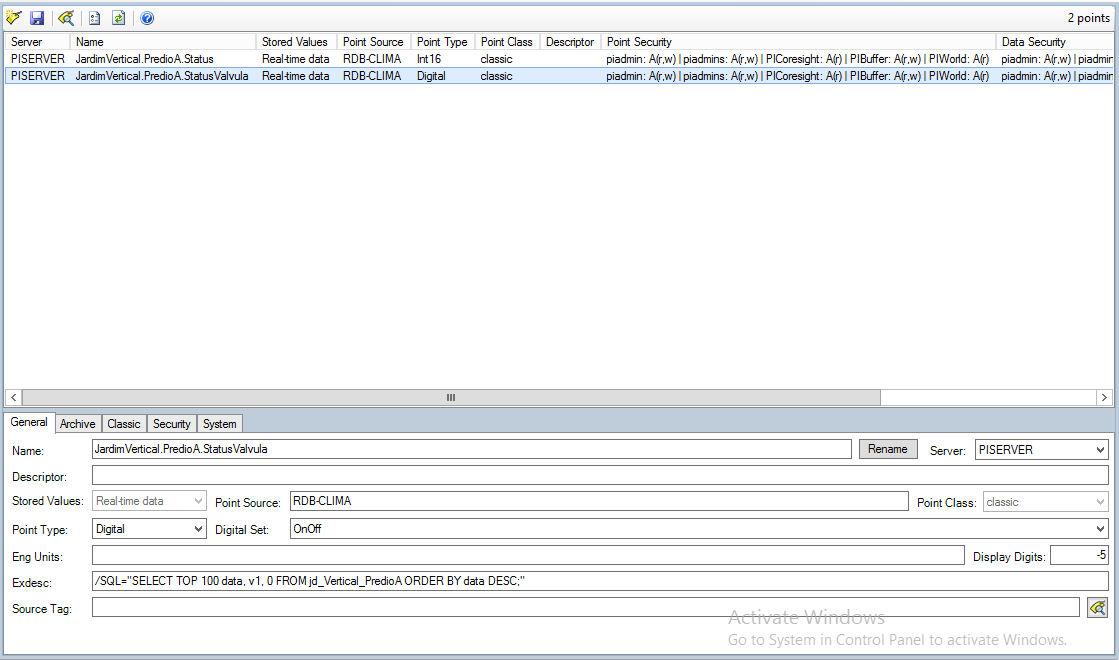 2 points
Server Name Stored Values Point Source Point Type Point Class Descriptor Point Security Data Security
PISERVER JardimVertical.PredioA.Status Real-time data RDB-CLIMA Int16 classic piadmin: A(r,w) | piadmins: A(r,w) | PICoresight: A(r) | PIBuffer: A(r,w) | PIWorld: A(r) piadmin: A(r,w) | piadmin
PISERVER JardimVertical.PredioA.StatusValvula Real-time data RDB-CLIMA Digital classic piadmin: A(r,w) | piadmins: A(r,w) | PICoresight: A(r) | PIBuffer: A(r,w) | PIWorld: A(r) piadmin: A(r,w) | piadmin
General Archive Classic Security System
Name: JardimVertical.PredioA.StatusValvula Rename Server: PISERVER
Descriptor:
Stored Values: Real-time data Point Source: RDB-CLIMA Point Class: classic
Point Type: Digital Digital Set: OnOff
Eng Units: Display Digits: -5
Exdesc: /SQL="SELECT TOP 100 data, v1, 0 FROM jd_Vertical_PredioA ORDER BY data DESC;"
Source Tag:
Activate Windows
Go to System in Control Panel to activate Windows.